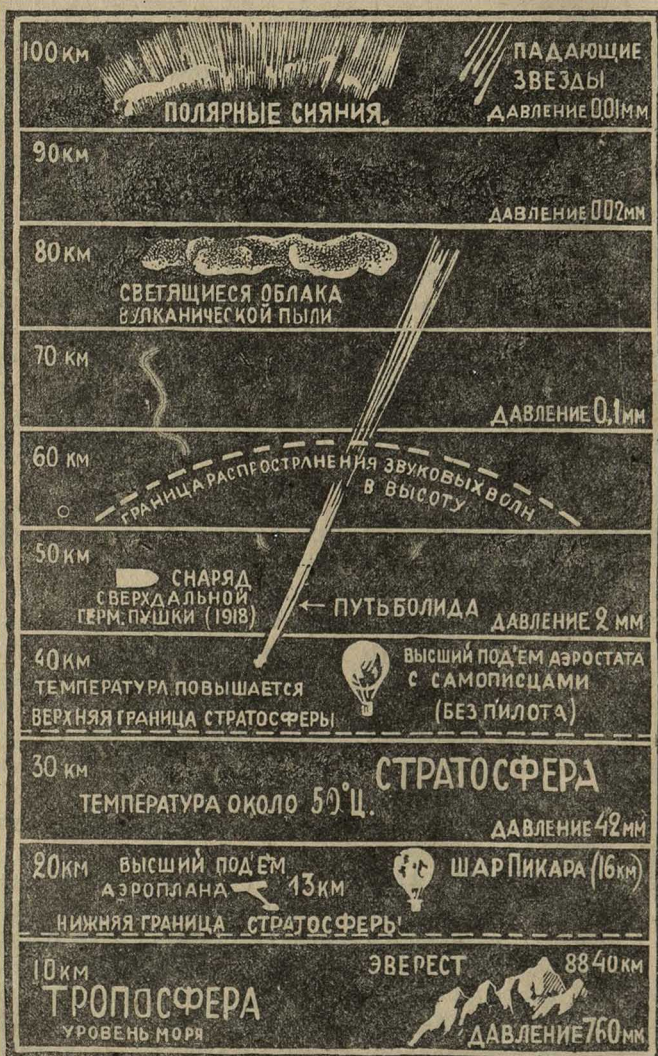 100 КМ
ПАДАЮЩИЕ
ЗВЕЗДЫ
ПОЛЯРНЫЕ СИЯНИЯ.
ДАВЛЕНИЕ 0,01 ММ
90 КМ
ДАВЛЕНИЕ 002 ММ
80 КМ
СВЕТЯЩИЕСЯ ОБЛАКА
ВУЛКАНИЧЕСКОЙ ПЫЛИ
70 КМ
ДАВЛЕНИЕ 0,1 ММ
60 КМ
ГРАНИЦА РАСПРОСТРАНЕНИЯ ЗВУКОВЫХ ВОЛН
В ВЫСОТУ
50 КМ
СНАРЯД
СВЕРХДАЛЬНОЙ
ГЕРМ. ПУШКИ (1918)
← ПУТЬ БОЛИДА
ДАВЛЕНИЕ 2 ММ
40 КМ
ТЕМПЕРАТУРА ПОВЫШАЕТСЯ
ВЕРХНЯЯ ГРАНИЦА СТРАТОСФЕРЫ
ВЫСШИЙ ПОД'ЕМ АЭРОСТАТА
С САМОПИСЦАМИ
(БЕЗ ПИЛОТА)
30 КМ
СТРАТОСФЕРА
ТЕМПЕРАТУРА ОКОЛО 50° Ц.
ДАВЛЕНИЕ 42 ММ
20 КМ
ВЫСШИЙ ПОД'ЕМ
АЭРОПЛАНА
13 КМ
ШАР ПИКАРА (16 КМ)
НИЖНЯЯ ГРАНИЦА СТРАТОСФЕРЫ
10 КМ
ЭВЕРЕСТ
8840 КМ
ТРОПОСФЕРА
УРОВЕНЬ МОРЯ
ДАВЛЕНИЕ 760 ММ